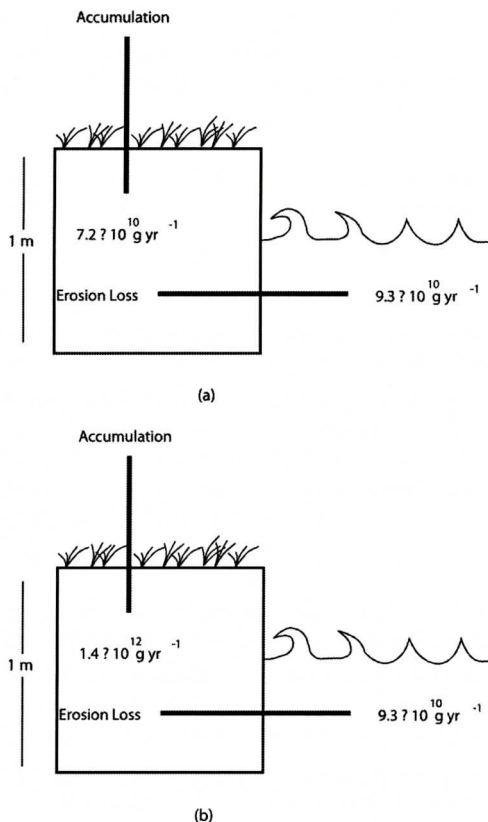 Accumulation
1 m
7.2 ? 10^10 g yr^-1
Erosion Loss
9.3 ? 10^10 g yr^-1
(a)
Accumulation
1 m
1.4 ? 10^12 g yr^-1
Erosion Loss
9.3 ? 10^10 g yr^-1
(b)